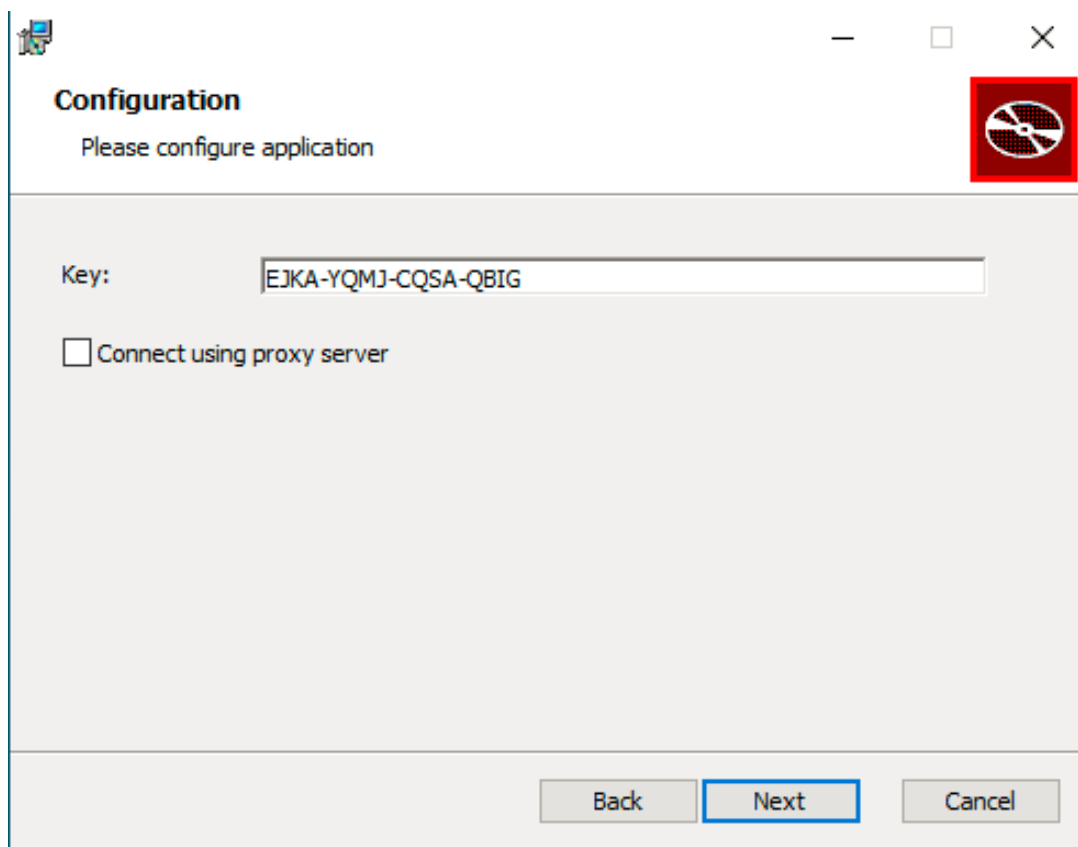 Configuration
Please configure application
Key: EJKA-YQMJ-CQSA-QBIG
Connect using proxy server
Back Next Cancel